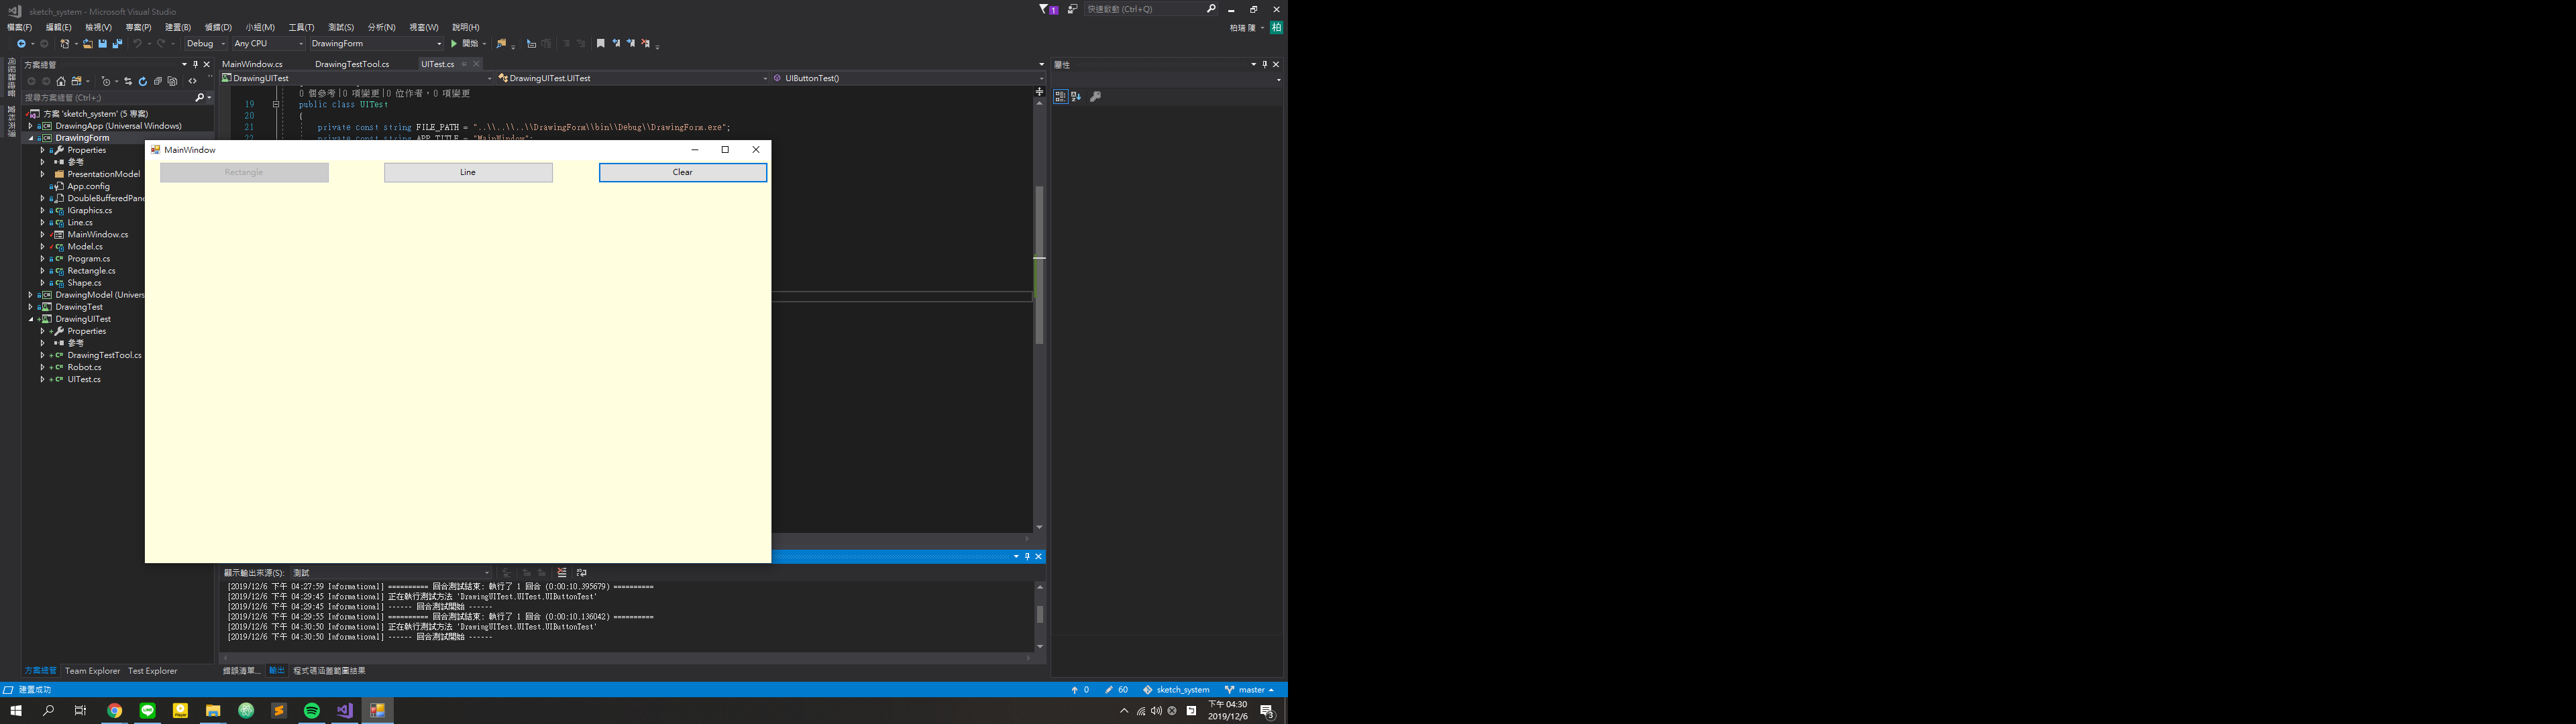 sketch_system - Microsoft Visual Studio
1
快速啟動 (Ctrl+Q)
檔案(F) 編輯(E) 檢視(V) 專案(P) 建置(B) 偵錯(D) 小組(M) 工具(T) 測試(S) 分析(N) 視窗(W) 說明(H)
柏瑞 陳
柏
Debug Any CPU DrawingForm 開始
方案總管
搜尋方案總管 (Ctrl+;)
方案 'sketch_system' (5 專案)
DrawingApp (Universal Windows)
DrawingForm
Properties
參考
PresentationModel
App.config
DoubleBufferedPane
IGraphics.cs
Line.cs
MainWindow.cs
Model.cs
Program.cs
Rectangle.cs
Shape.cs
DrawingModel (Univers
DrawingTest
DrawingUITest
Properties
參考
DrawingTestTool.cs
Robot.cs
UITest.cs
方案總管 Team Explorer Test Explorer
MainWindow.cs DrawingTestTool.cs UITest.cs
DrawingUITest DrawingUITest.UITest UIButtonTest()
0 個參考|0 項變更|0 位作者，0 項變更
19 public class UITest
20 {
21 private const string FILE_PATH = "..\\..\\..\\DrawingForm\\bin\\Debug\\DrawingForm.exe";
22 private const string APP_TITLE = "MainWindow";
MainWindow
Rectangle Line Clear
屬性
顯示輸出來源(S): 測試
[2019/12/6 下午 04:27:59 Informational] ========== 回合測試結束: 執行了 1 回合 (0:00:10.395679) ==========
[2019/12/6 下午 04:29:45 Informational] 正在執行測試方法 'DrawingUITest.UITest.UIButtonTest'
[2019/12/6 下午 04:29:45 Informational] ------ 回合測試開始 ------
[2019/12/6 下午 04:29:55 Informational] ========== 回合測試結束: 執行了 1 回合 (0:00:10.136042) ==========
[2019/12/6 下午 04:30:50 Informational] 正在執行測試方法 'DrawingUITest.UITest.UIButtonTest'
[2019/12/6 下午 04:30:50 Informational] ------ 回合測試開始 ------
錯誤清單... 輸出 程式碼涵蓋範圍結果
建置成功
0 60 sketch_system master
下午 04:30
2019/12/6
3